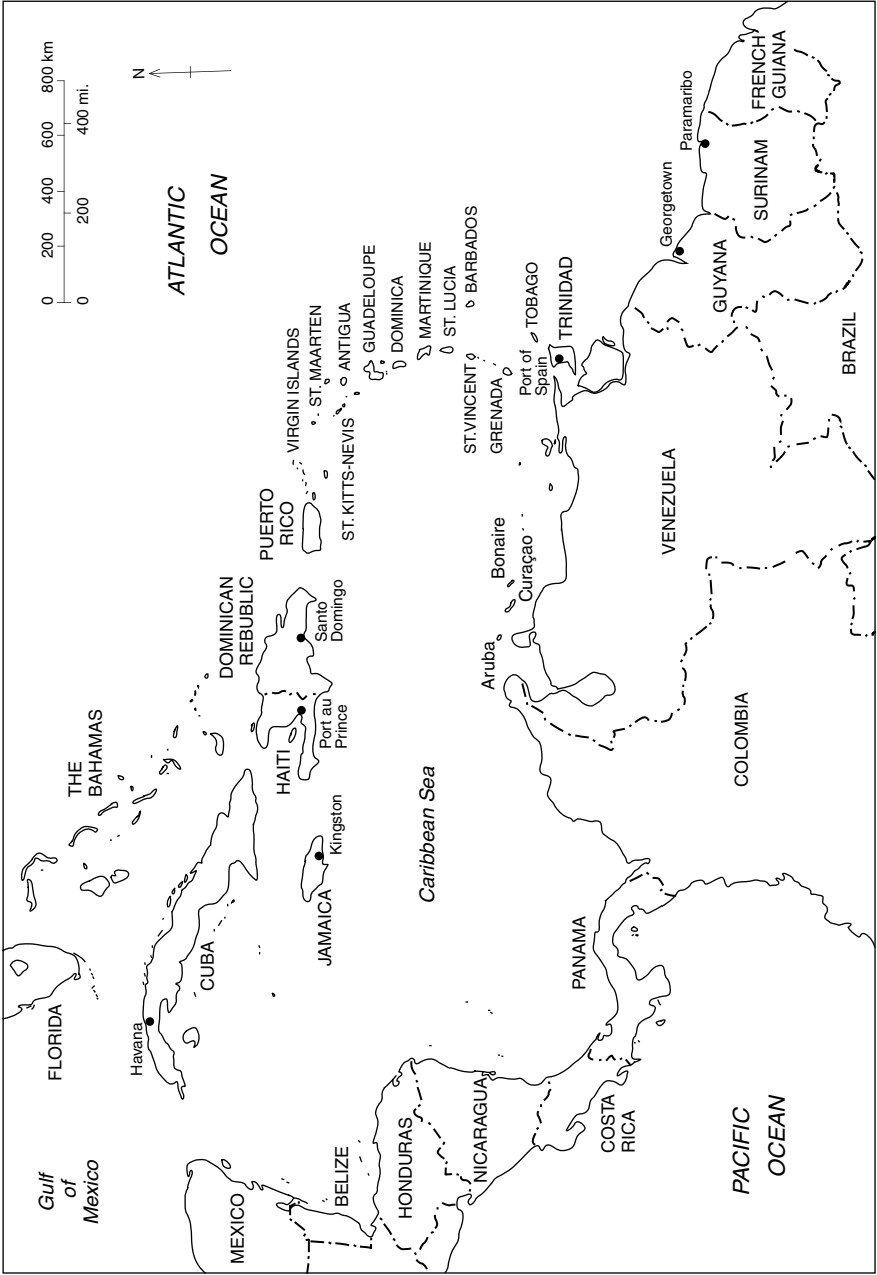 Gulf
of
Mexico
FLORIDA
THE
BAHAMAS
0 200 400 600 800 km
0 200 400 mi.
N
ATLANTIC
OCEAN
Havana
CUBA
MEXICO
BELIZE
HONDURAS
NICARAGUA
COSTA
RICA
PANAMA
JAMAICA
Kingston
HAITI
Port au
Prince
DOMINICAN
REBUBLIC
Santo
Domingo
PUERTO
RICO
VIRGIN ISLANDS
ST. MAARTEN
ST. KITTS-NEVIS
ANTIGUA
GUADELOUPE
DOMINICA
MARTINIQUE
ST. LUCIA
BARBADOS
ST.VINCENT
GRENADA
TOBAGO
Port of
Spain
TRINIDAD
Caribbean Sea
Aruba
Bonaire
Curaçao
VENEZUELA
COLOMBIA
Georgetown
GUYANA
Paramaribo
SURINAM
FRENCH
GUIANA
BRAZIL
PACIFIC
OCEAN